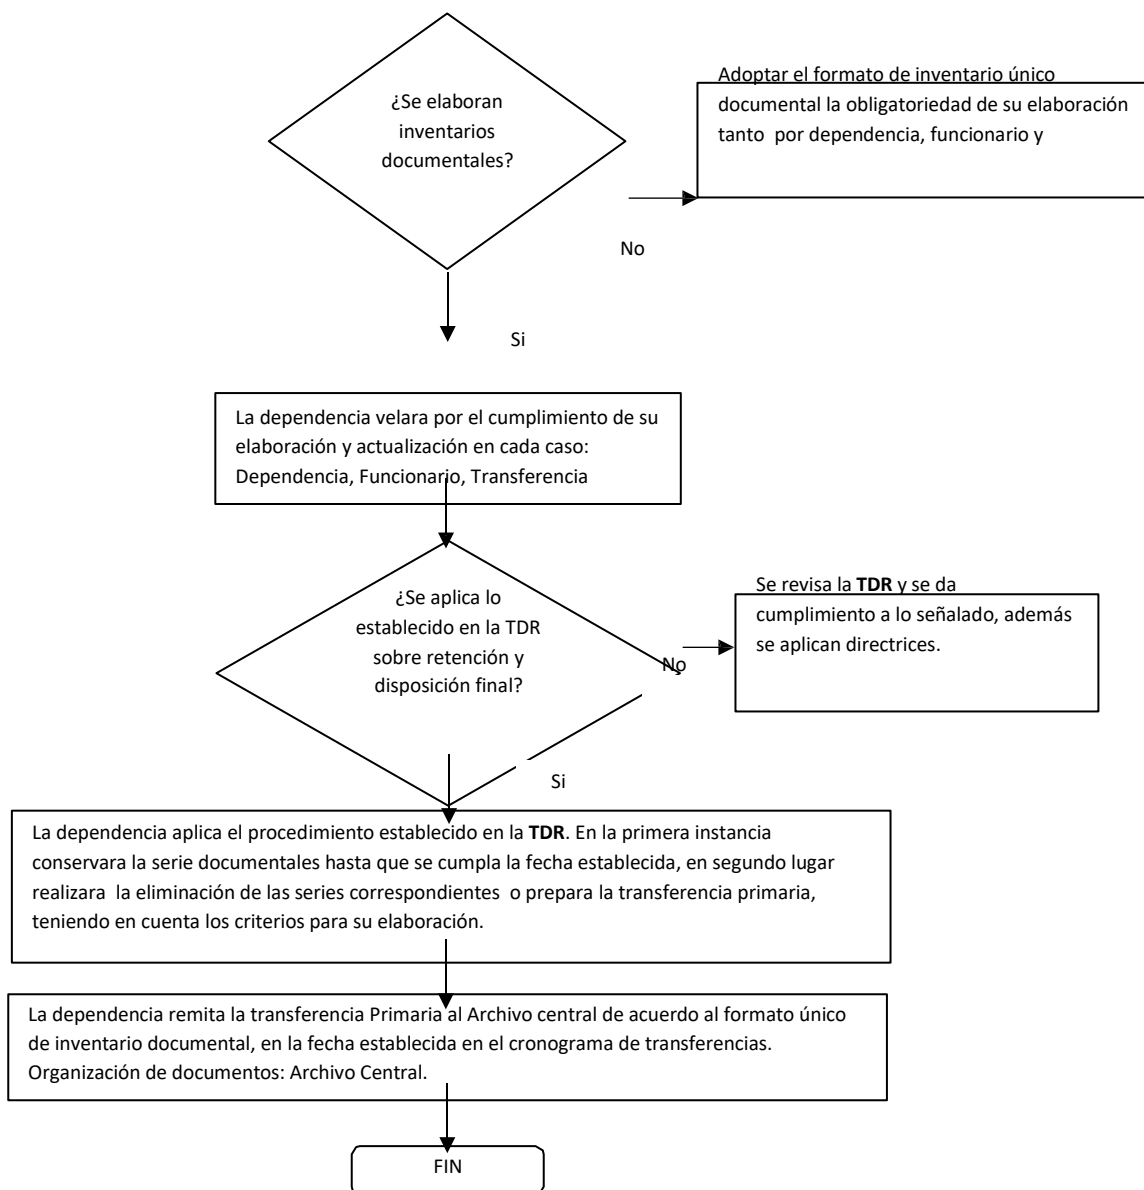 ¿Se elaboran
inventarios
documentales?
Adoptar el formato de inventario único
documental la obligatoriedad de su elaboración
tanto por dependencia, funcionario y
No
Si
La dependencia velara por el cumplimiento de su
elaboración y actualización en cada caso:
Dependencia, Funcionario, Transferencia
¿Se aplica lo
establecido en la TDR
sobre retención y
disposición final?
Se revisa la TDR y se da
cumplimiento a lo señalado, además
se aplican directrices.
No
Si
La dependencia aplica el procedimiento establecido en la TDR. En la primera instancia
conservara la serie documentales hasta que se cumpla la fecha establecida, en segundo lugar
realizara la eliminación de las series correspondientes o prepara la transferencia primaria,
teniendo en cuenta los criterios para su elaboración.
La dependencia remita la transferencia Primaria al Archivo central de acuerdo al formato único
de inventario documental, en la fecha establecida en el cronograma de transferencias.
Organización de documentos: Archivo Central.
FIN